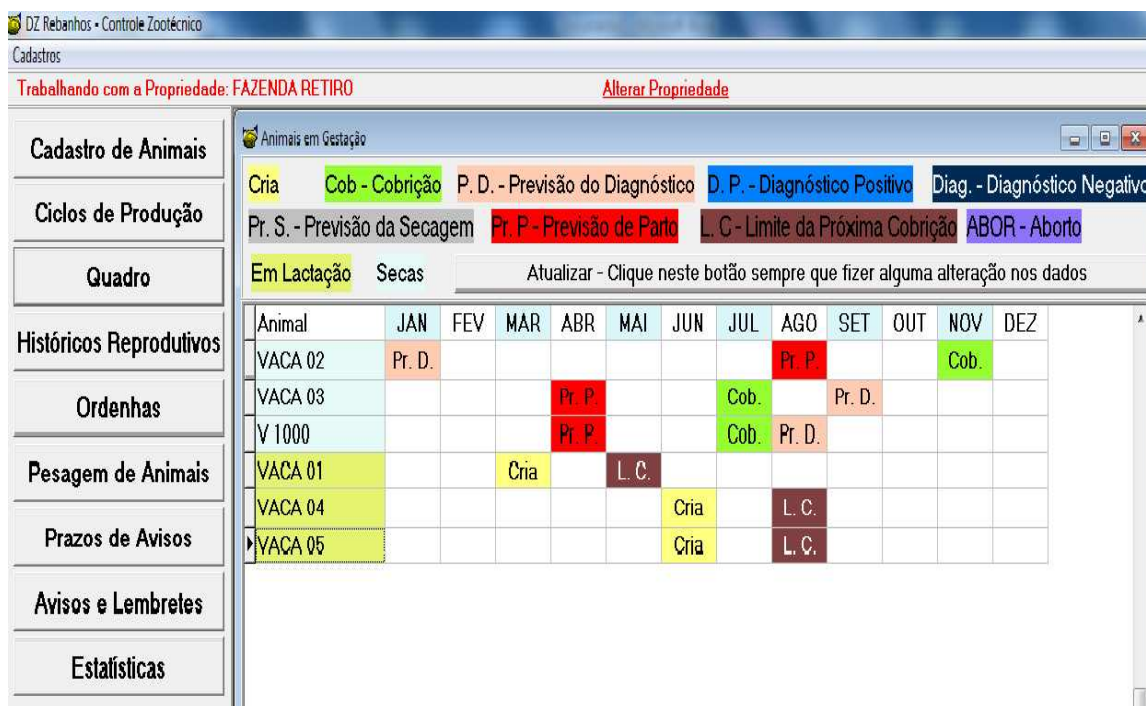 DZ Rebanhos - Controle Zootécnico
Cadastros
Trabalhando com a Propriedade: FAZENDA RETIRO Alterar Propriedade
Cadastro de Animais
Ciclos de Produção
Quadro
Históricos Reprodutivos
Ordenhas
Pesagem de Animais
Prazos de Avisos
Avisos e Lembretes
Estatísticas
Animais em Gestação
Cria Cob - Cobrição P. D. - Previsão do Diagnóstico D. P. - Diagnóstico Positivo Diag. - Diagnóstico Negativo
Pr. S. - Previsão da Secagem Pr. P - Previsão de Parto L. C - Limite da Próxima Cobrição ABOR - Aborto
Em Lactação Secas Atualizar - Clique neste botão sempre que fizer alguma alteração nos dados
Animal JAN FEV MAR ABR MAI JUN JUL AGO SET OUT NOV DEZ
VACA 02 Pr. D. Pr. P. Cob.
VACA 03 Pr. P. Cob. Pr. D.
V 1000 Pr. P. Cob. Pr. D.
VACA 01 Cria L. C.
VACA 04 Cria L. C.
VACA 05 Cria L. C.